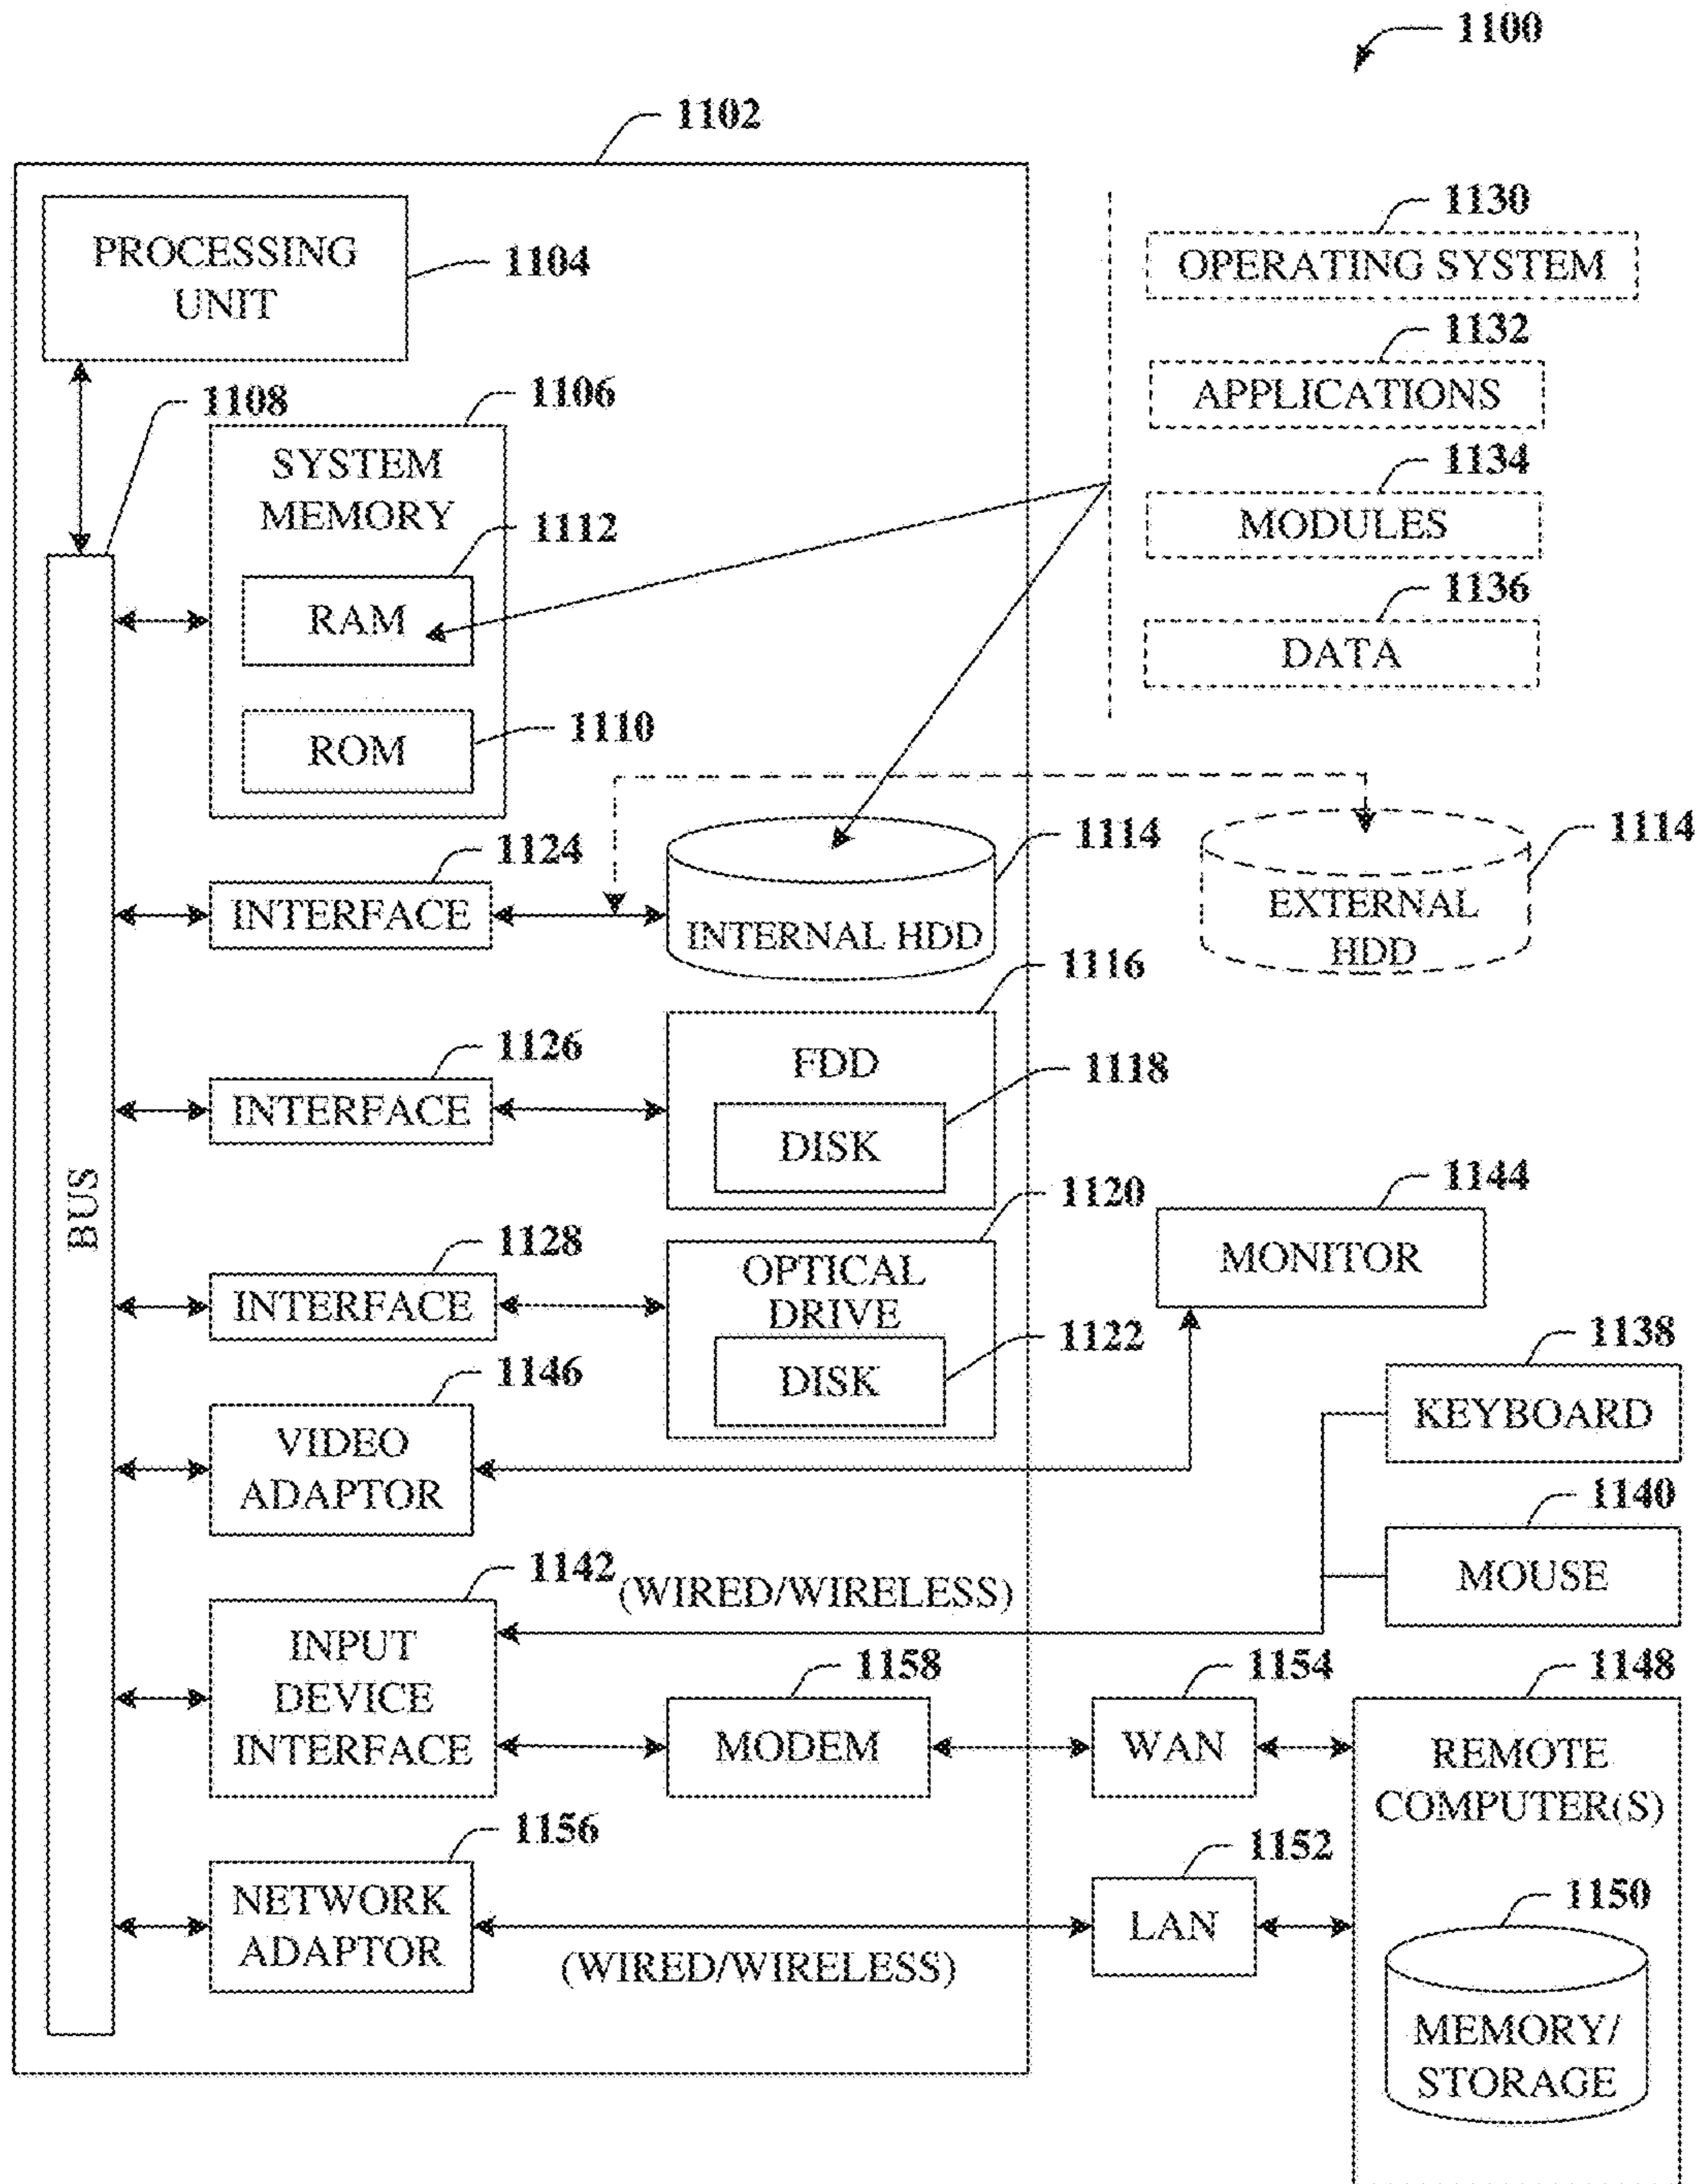 1100
1102
PROCESSING
UNIT
1104
1130
OPERATING SYSTEM
1132
APPLICATIONS
1134
MODULES
1136
DATA
1108
1106
SYSTEM
MEMORY
1112
RAM
1110
ROM
1124
INTERFACE
1114
INTERNAL HDD
1114
EXTERNAL
HDD
1116
1126
INTERFACE
FDD
1118
DISK
BUS
1120
1128
INTERFACE
OPTICAL
DRIVE
1122
DISK
1144
MONITOR
1138
KEYBOARD
1146
VIDEO
ADAPTOR
1140
MOUSE
1142
(WIRED/WIRELESS)
INPUT
DEVICE
INTERFACE
1158
MODEM
1154
WAN
1148
REMOTE
COMPUTER(S)
1156
NETWORK
ADAPTOR
(WIRED/WIRELESS)
1152
LAN
1150
MEMORY/
STORAGE